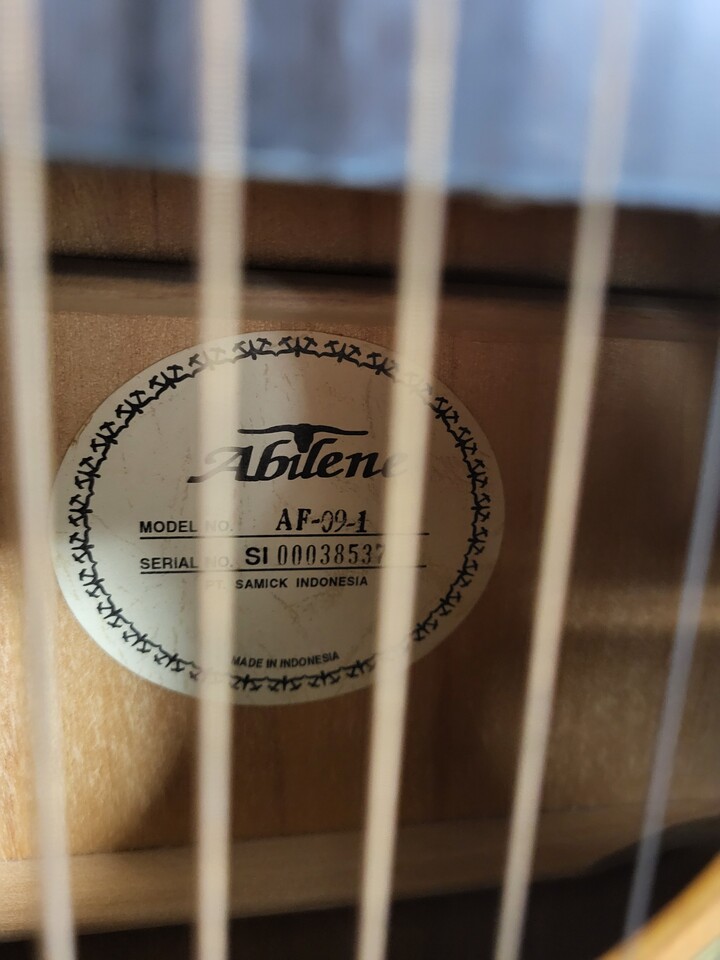 Abilene
MODEL NO. AF-09-1
SERIAL NO. SI 00038537
PT. SAMICK INDONESIA
MADE IN INDONESIA